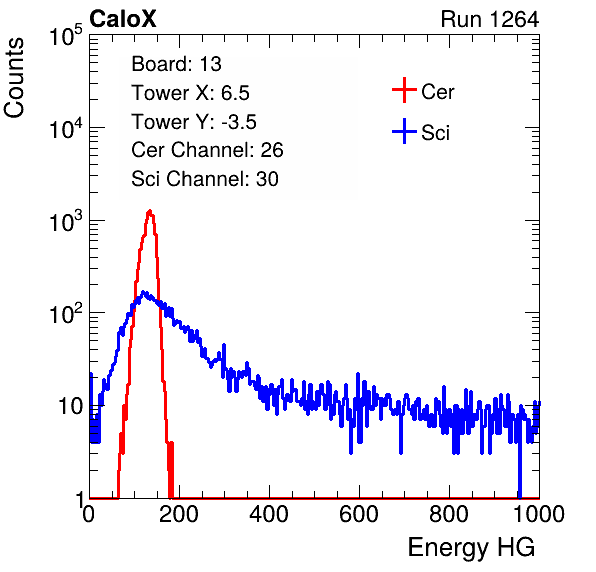 CaloX Run 1264
Counts
Board: 13
Tower X: 6.5
Tower Y: -3.5
Cer Channel: 26
Sci Channel: 30
Cer
Sci
10^5
10^4
10^3
10^2
10
1
0 200 400 600 800 1000
Energy HG